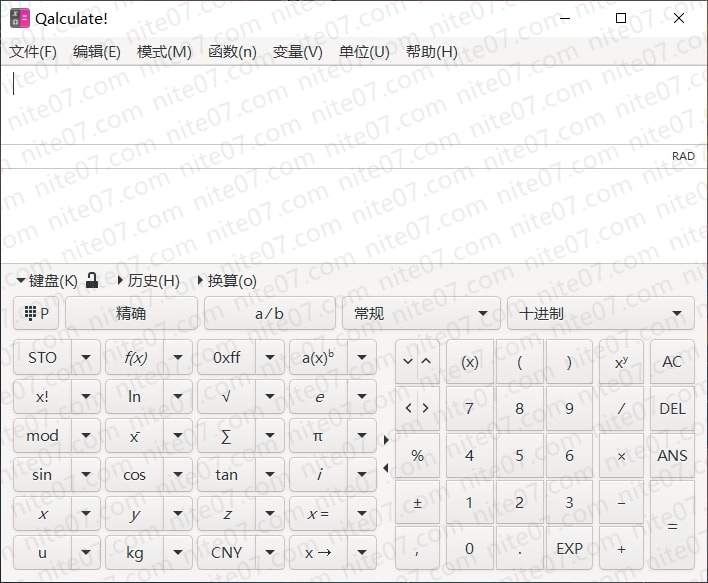 Qalculate!
文件(F) 编辑(E) 模式(M) 函数(n) 变量(V) 单位(U) 帮助(H)
RAD
键盘(K) 历史(H) 换算(o)
P 精确 a/b 常规 十进制
STO f(x) 0xff a(x)ᵇ (x) ( ) xʸ AC
x! ln √ e < > 7 8 9 / DEL
mod x̄ ∑ π % 4 5 6 × ANS
sin cos tan i ± 1 2 3 −
x y z x = =
u kg CNY x → , 0 . EXP +
nite07.com